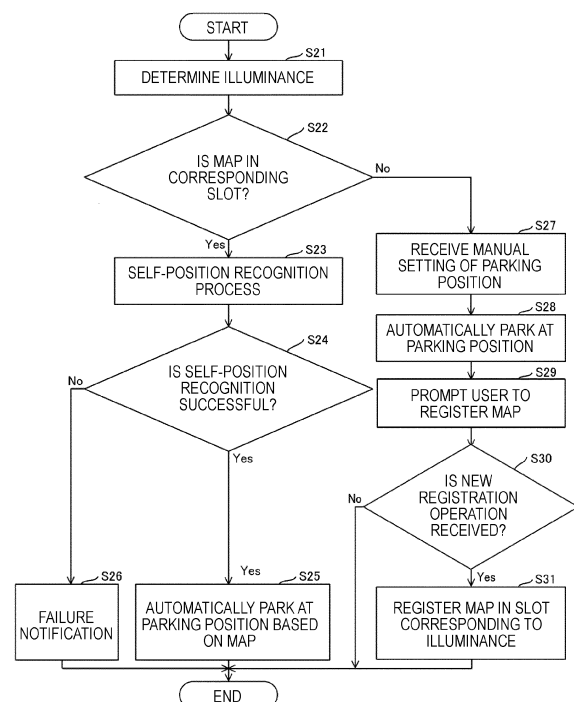 START
S21
DETERMINE ILLUMINANCE
S22
IS MAP IN
CORRESPONDING
SLOT?
No
Yes
S23
SELF-POSITION RECOGNITION
PROCESS
S27
RECEIVE MANUAL
SETTING OF PARKING
POSITION
S24
IS SELF-POSITION
RECOGNITION
SUCCESSFUL?
No
Yes
S28
AUTOMATICALLY PARK AT
PARKING POSITION
S29
PROMPT USER TO
REGISTER MAP
S30
IS NEW
REGISTRATION
OPERATION
RECEIVED?
No
Yes
S26
FAILURE
NOTIFICATION
Yes
S25
AUTOMATICALLY PARK AT
PARKING POSITION BASED
ON MAP
S31
REGISTER MAP IN SLOT
CORRESPONDING TO
ILLUMINANCE
END